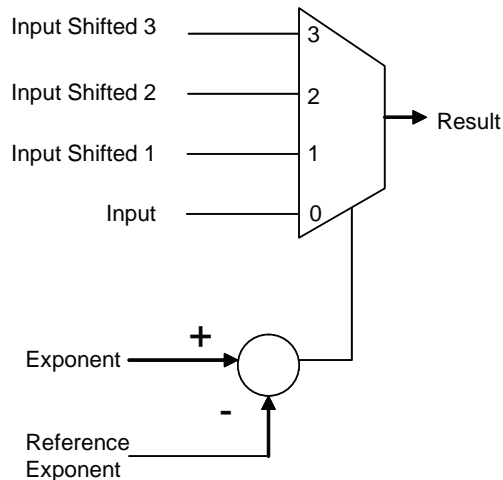 Input Shifted 3
3
Input Shifted 2
2
Result
Input Shifted 1
1
Input
0
+
Exponent
-
Reference
Exponent